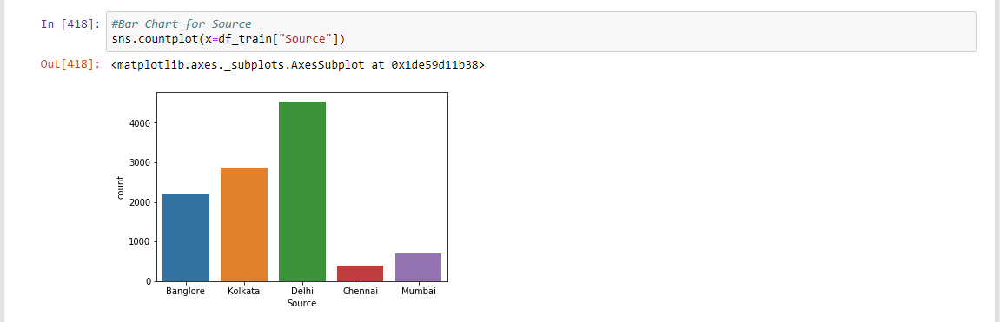 In [418]: #Bar Chart for Source
sns.countplot(x=df_train["Source"])
Out[418]: <matplotlib.axes._subplots.AxesSubplot at 0x1de59d11b38>
4000
3000
2000
1000
0
count
Banglore Kolkata Delhi Chennai Mumbai
Source